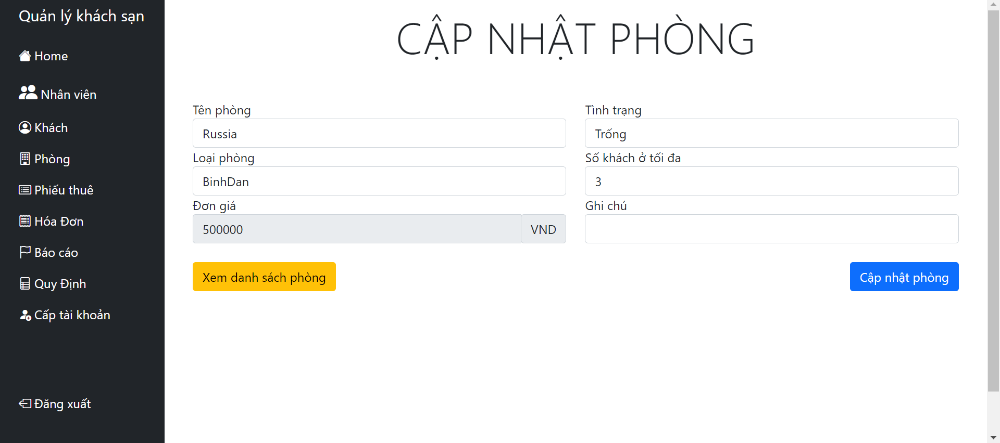 Quản lý khách sạn
Home
Nhân viên
Khách
Phòng
Phiếu thuê
Hóa Đơn
Báo cáo
Quy Định
Cấp tài khoản
Đăng xuất
CẬP NHẬT PHÒNG
Tên phòng
Russia
Tình trạng
Trống
Loại phòng
BinhDan
Số khách ở tối đa
3
Đơn giá
500000 VND
Ghi chú
Xem danh sách phòng
Cập nhật phòng